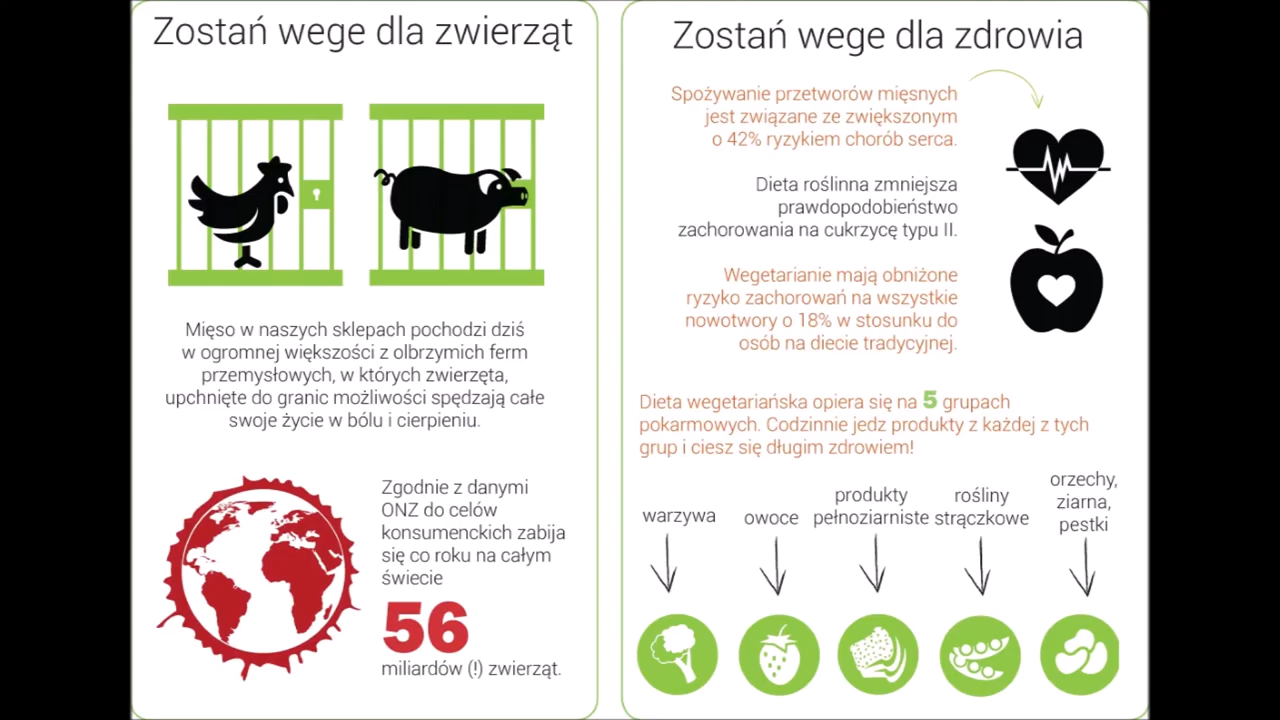 Zostań wege dla zwierząt
Mięso w naszych sklepach pochodzi dziś
w ogromnej większości z olbrzymich ferm
przemysłowych, w których zwierzęta,
upchnięte do granic możliwości spędzają całe
swoje życie w bólu i cierpieniu.
Zgodnie z danymi
ONZ do celów
konsumenckich zabija
się co roku na całym
świecie
56
miliardów (!) zwierząt.
Zostań wege dla zdrowia
Spożywanie przetworów mięsnych
jest związane ze zwiększonym
o 42% ryzykiem chorób serca.
Dieta roślinna zmniejsza
prawdopodobieństwo
zachorowania na cukrzycę typu II.
Wegetarianie mają obniżone
ryzyko zachorowań na wszystkie
nowotwory o 18% w stosunku do
osób na diecie tradycyjnej.
Dieta wegetariańska opiera się na 5 grupach
pokarmowych. Codzinnie jedz produkty z każdej z tych
grup i ciesz się długim zdrowiem!
warzywa
owoce
produkty
pełnoziarniste
rośliny
strączkowe
orzechy,
ziarna,
pestki